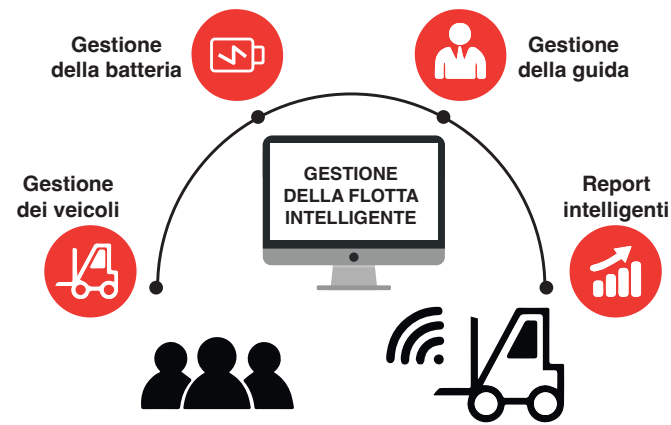 Gestione
della batteria
Gestione
della guida
Gestione
dei veicoli
GESTIONE
DELLA FLOTTA
INTELLIGENTE
Report
intelligenti